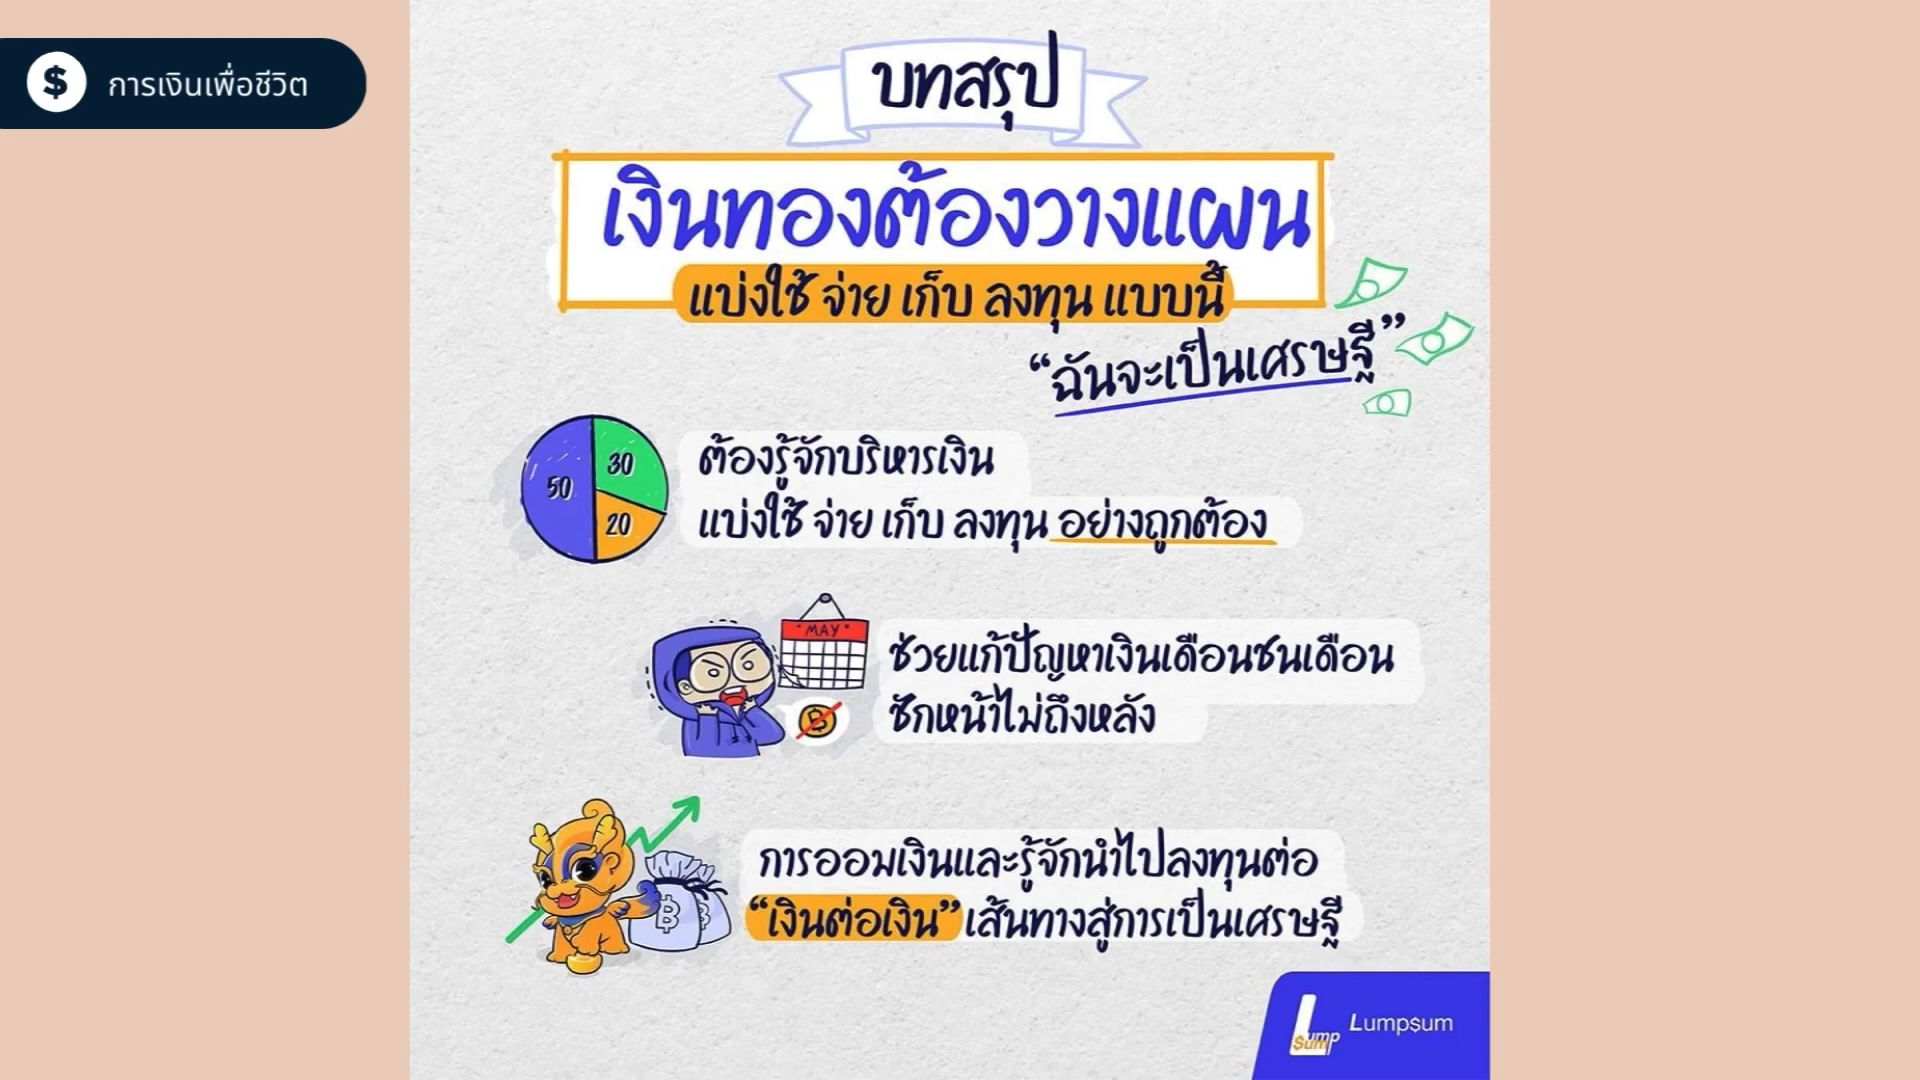 $ การเงินเพื่อชีวิต
บทสรุป
เงินทองต้องวางแผน
แบ่งใช้ จ่าย เก็บ ลงทุน แบบนี้
“ฉันจะเป็นเศรษฐี”
50
30
20
ต้องรู้จักบริหารเงิน
แบ่งใช้ จ่าย เก็บ ลงทุน อย่างถูกต้อง
MAY
ช่วยแก้ปัญหาเงินเดือนชนเดือน
ชักหน้าไม่ถึงหลัง
การออมเงินและรู้จักนำไปลงทุนต่อ
“เงินต่อเงิน” เส้นทางสู่การเป็นเศรษฐี
Lump $um
Lump$um